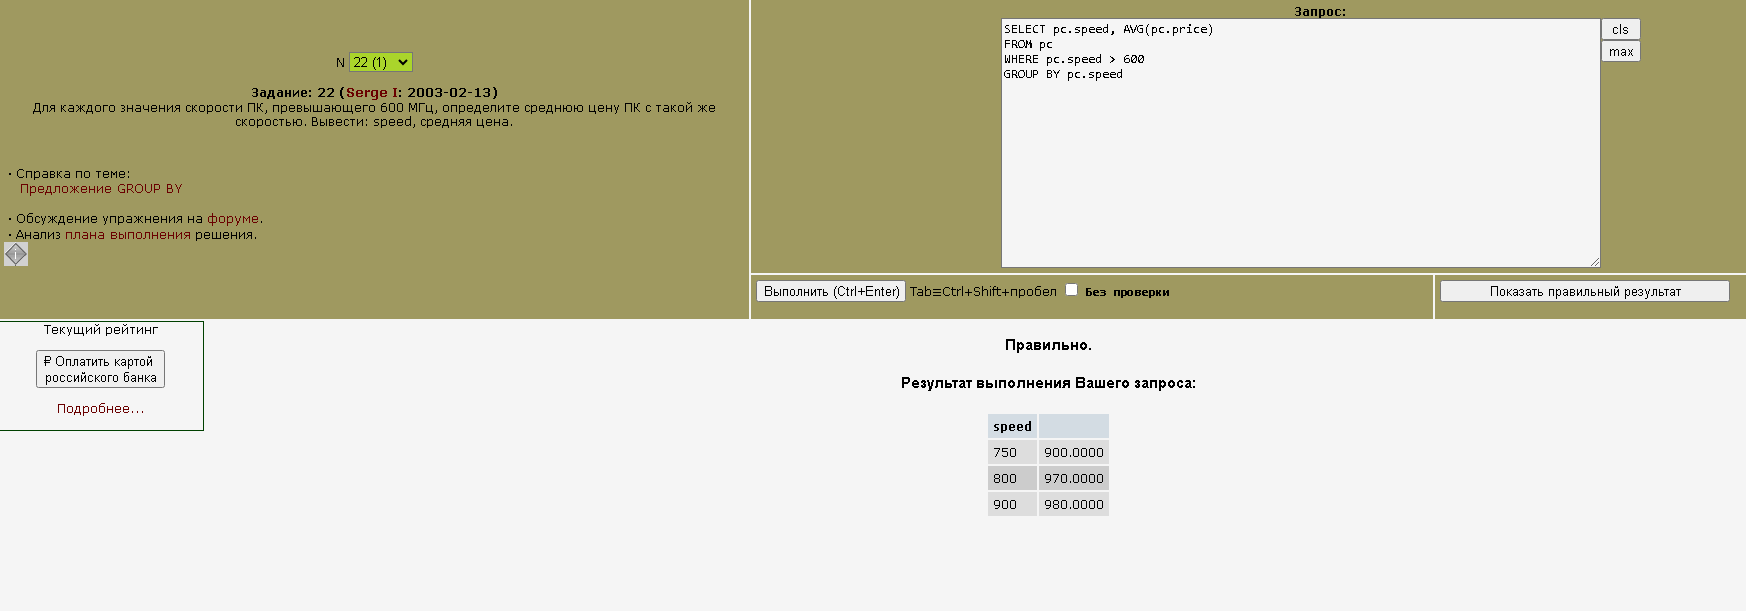 N 22 (1)
Задание: 22 (Serge I: 2003-02-13)
Для каждого значения скорости ПК, превышающего 600 МГц, определите среднюю цену ПК с такой же
скоростью. Вывести: speed, средняя цена.
· Справка по теме:
Предложение GROUP BY
· Обсуждение упражнения на форуме.
· Анализ плана выполнения решения.
Запрос:
SELECT pc.speed, AVG(pc.price)
FROM pc
WHERE pc.speed > 600
GROUP BY pc.speed
cls
max
Выполнить (Ctrl+Enter) Tab≡Ctrl+Shift+пробел Без проверки
Показать правильный результат
Текущий рейтинг
₽ Оплатить картой
российского банка
Подробнее...
Правильно.
Результат выполнения Вашего запроса:
speed
750 900.0000
800 970.0000
900 980.0000